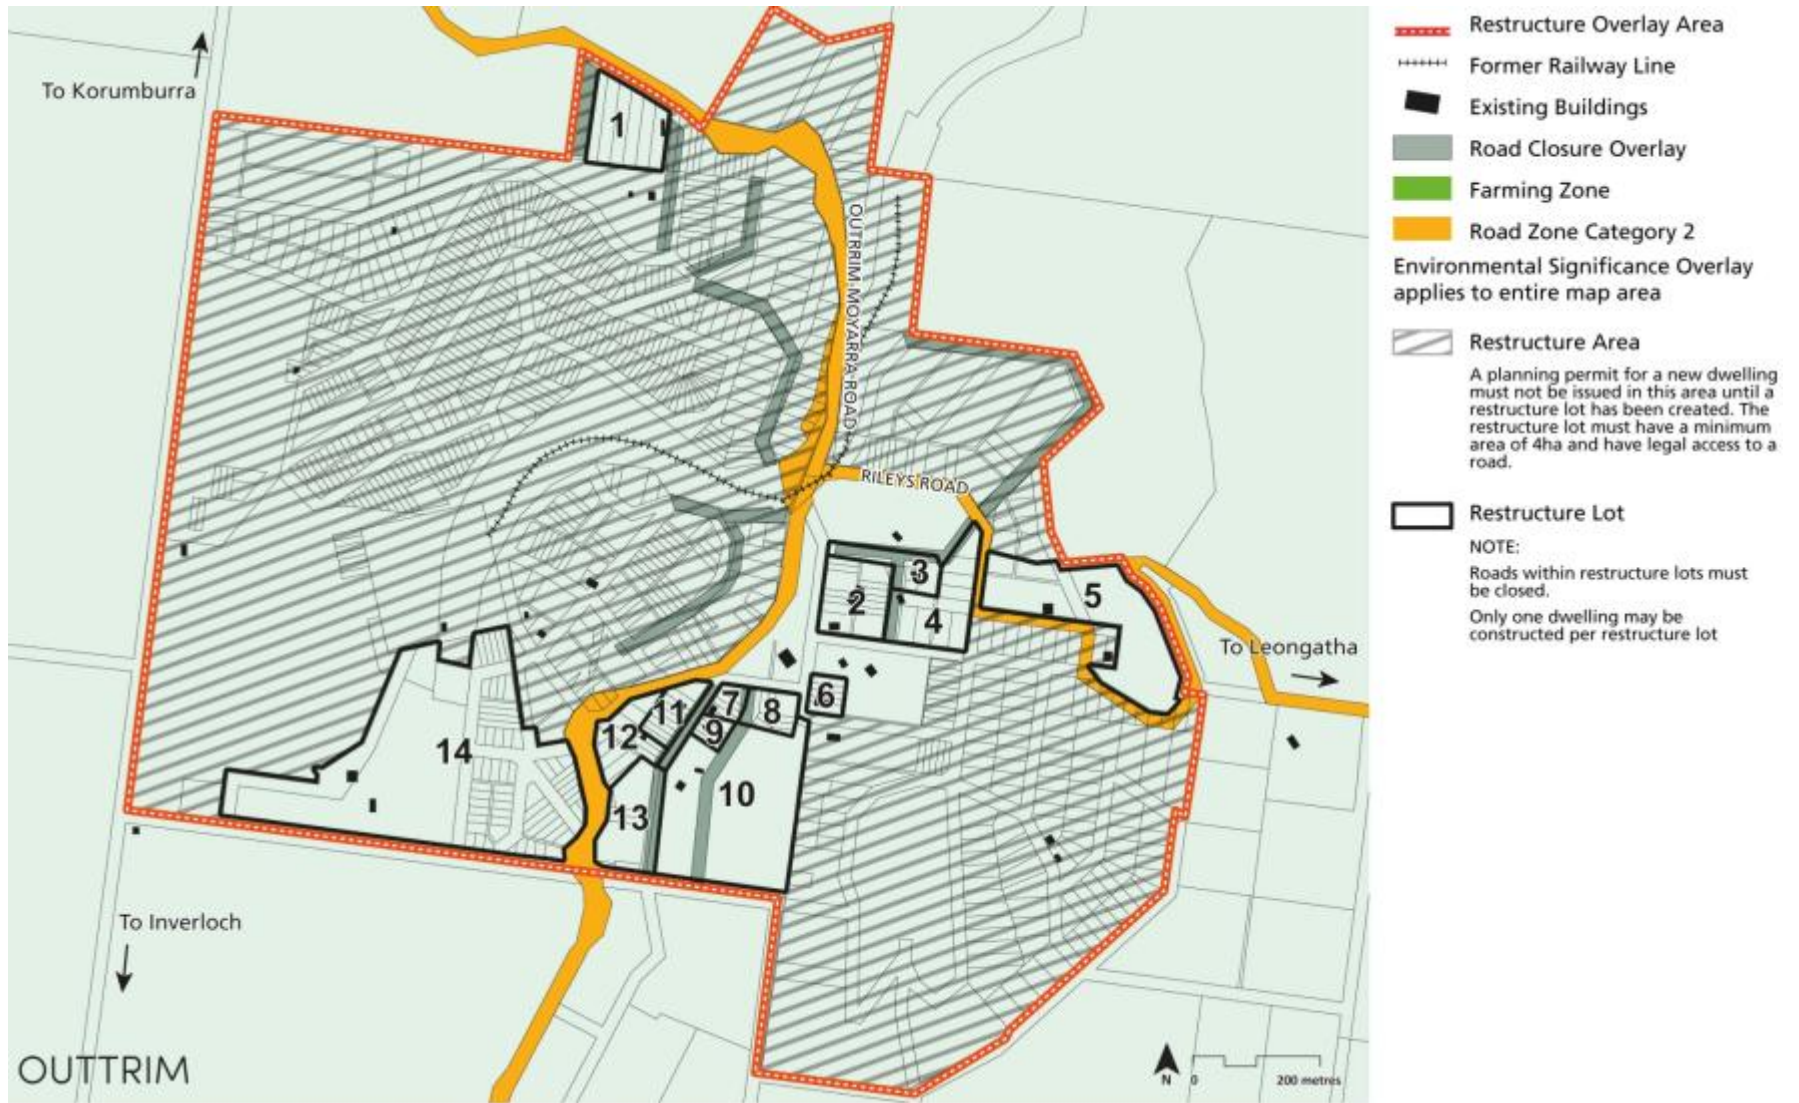 To Korumburra
1
OUTRRIM-MOYARRA ROAD
RILEYS ROAD
2
3
4
5
To Leongatha
6
7
8
9
10
11
12
13
14
To Inverloch
OUTTRIM
N
0
200 metres
Restructure Overlay Area
Former Railway Line
Existing Buildings
Road Closure Overlay
Farming Zone
Road Zone Category 2
Environmental Significance Overlay
applies to entire map area
Restructure Area
A planning permit for a new dwelling
must not be issued in this area until a
restructure lot has been created. The
restructure lot must have a minimum
area of 4ha and have legal access to a
road.
Restructure Lot
NOTE:
Roads within restructure lots must
be closed.
Only one dwelling may be
constructed per restructure lot